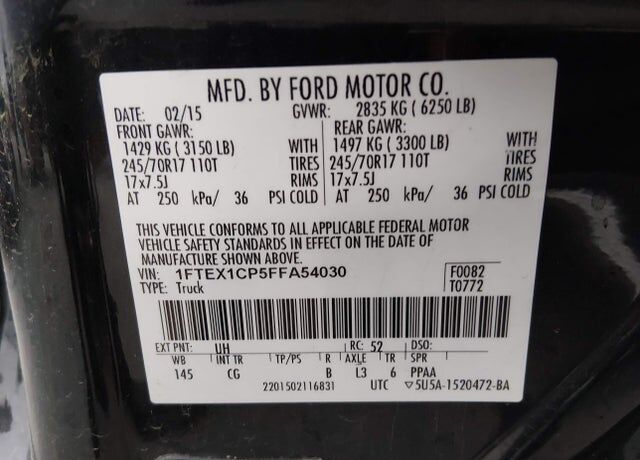 MFD. BY FORD MOTOR CO.
DATE: 02/15 GVWR: 2835 KG ( 6250 LB)
FRONT GAWR: REAR GAWR:
1429 KG ( 3150 LB) WITH 1497 KG ( 3300 LB) WITH
245/70R17 110T TIRES 245/70R17 110T TIRES
17x7.5J RIMS 17x7.5J RIMS
AT 250 kPa/ 36 PSI COLD AT 250 kPa/ 36 PSI COLD
THIS VEHICLE CONFORMS TO ALL APPLICABLE FEDERAL MOTOR
VEHICLE SAFETY STANDARDS IN EFFECT ON THE DATE OF
MANUFACTURE SHOWN ABOVE.
VIN: 1FTEX1CP5FFA54030 F0082
TYPE: Truck T0772
EXT PNT: UH RC: 52 DSO:
WB INT TR TP/PS R AXLE TR SPR
145 CG B L3 6 PPAA
2201502116831 UTC 5U5A-1520472-BA